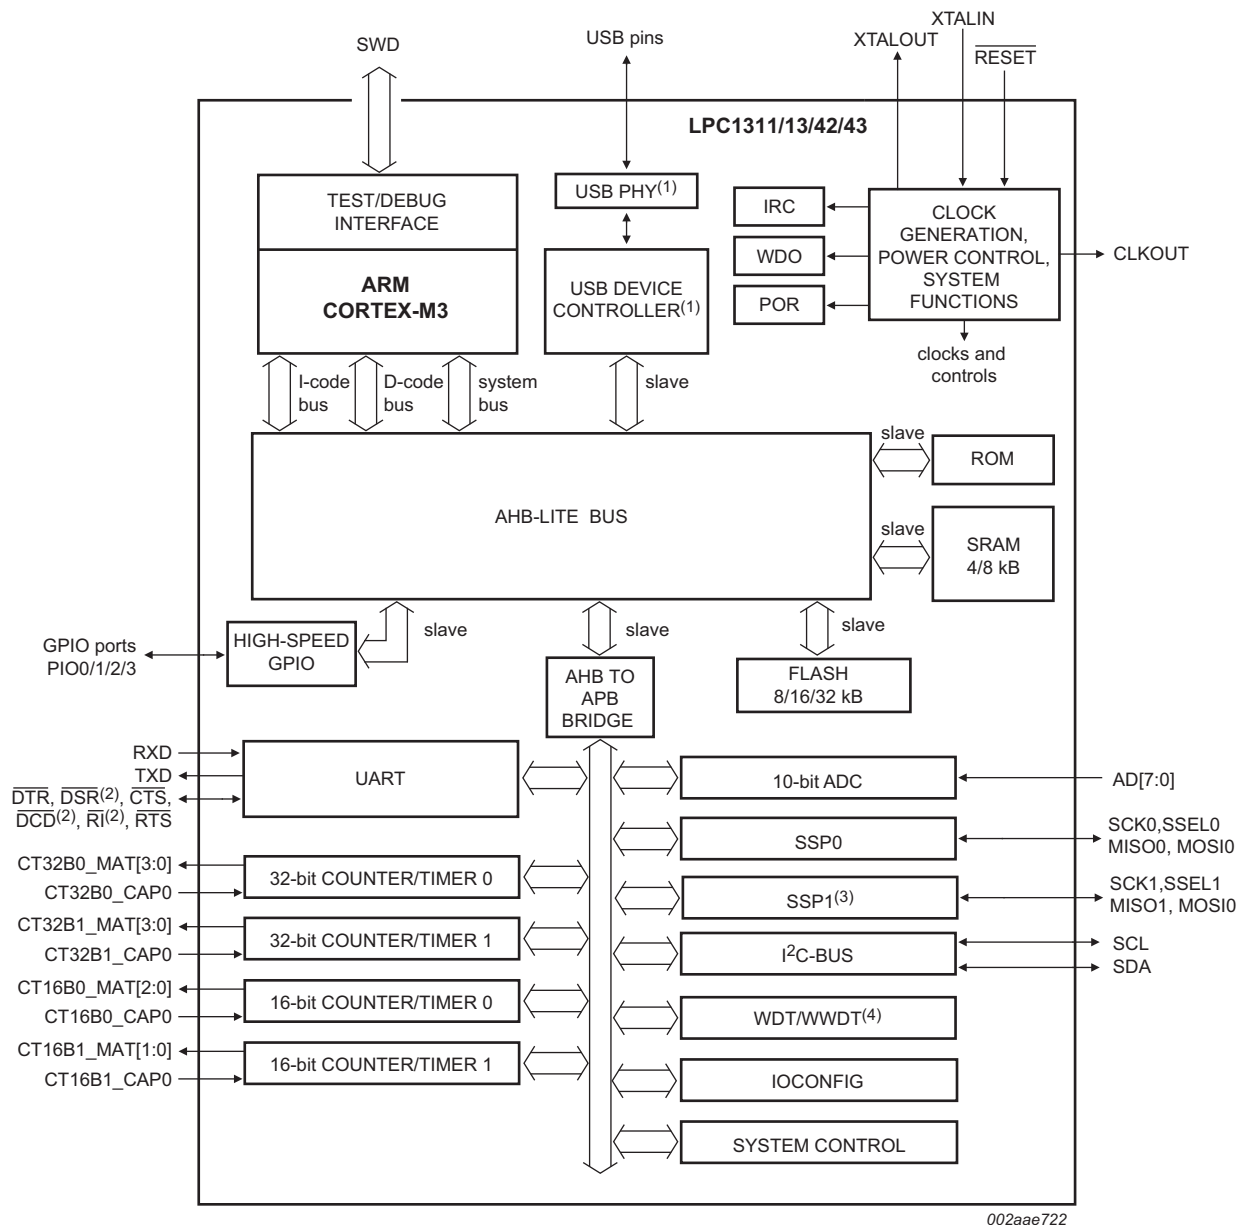 XTALIN
XTALOUT
RESET
SWD
USB pins
LPC1311/13/42/43
TEST/DEBUG
INTERFACE
ARM
CORTEX-M3
USB PHY(1)
USB DEVICE
CONTROLLER(1)
IRC
WDO
POR
CLOCK
GENERATION,
POWER CONTROL,
SYSTEM
FUNCTIONS
CLKOUT
clocks and
controls
I-code
bus
D-code
bus
system
bus
slave
AHB-LITE BUS
slave
ROM
slave
SRAM
4/8 kB
GPIO ports
PIO0/1/2/3
HIGH-SPEED
GPIO
slave
slave
slave
AHB TO
APB
BRIDGE
FLASH
8/16/32 kB
RXD
TXD
DTR, DSR(2), CTS,
DCD(2), RI(2), RTS
UART
CT32B0_MAT[3:0]
CT32B0_CAP0
32-bit COUNTER/TIMER 0
CT32B1_MAT[3:0]
CT32B1_CAP0
32-bit COUNTER/TIMER 1
CT16B0_MAT[2:0]
CT16B0_CAP0
16-bit COUNTER/TIMER 0
CT16B1_MAT[1:0]
CT16B1_CAP0
16-bit COUNTER/TIMER 1
10-bit ADC
AD[7:0]
SSP0
SCK0,SSEL0
MISO0, MOSI0
SSP1(3)
SCK1,SSEL1
MISO1, MOSI0
I2C-BUS
SCL
SDA
WDT/WWDT(4)
IOCONFIG
SYSTEM CONTROL
002aae722